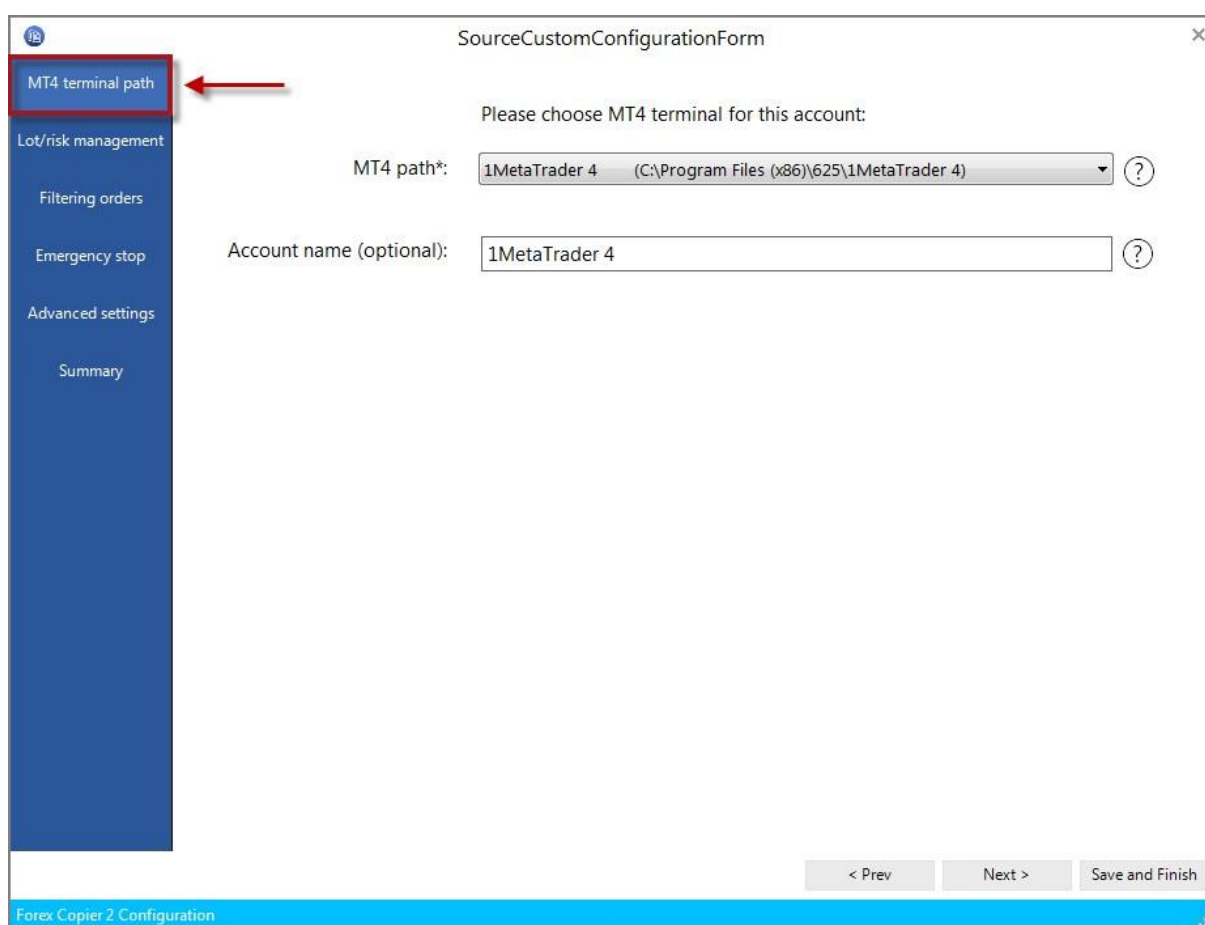 SourceCustomConfigurationForm
MT4 terminal path
Lot/risk management
Filtering orders
Emergency stop
Advanced settings
Summary
Please choose MT4 terminal for this account:
MT4 path*: 1MetaTrader 4 (C:\Program Files (x86)\625\1MetaTrader 4) ?
Account name (optional): 1MetaTrader 4 ?
< Prev Next > Save and Finish
Forex Copier 2 Configuration